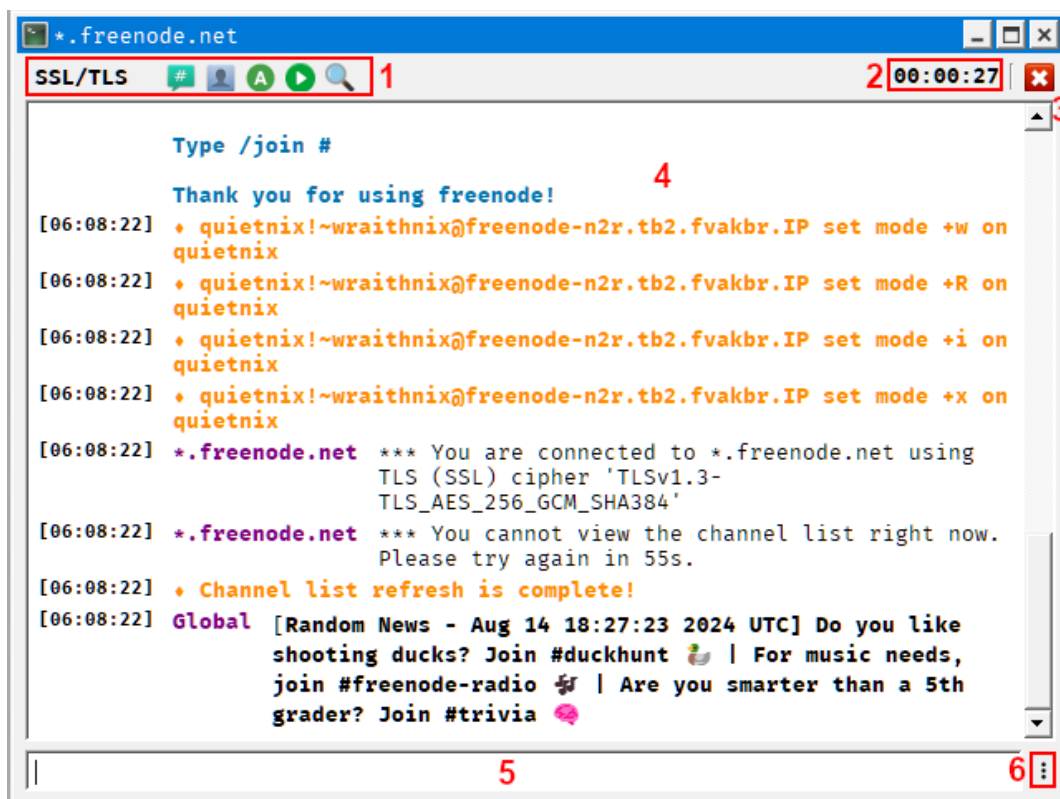 *.freenode.net
SSL/TLS # A 1 2 00:00:27
3
Type /join #
4
Thank you for using freenode!
[06:08:22] ♦ quietnix!~wraithnix@freenode-n2r.tb2.fvakbr.IP set mode +w on
quietnix
[06:08:22] ♦ quietnix!~wraithnix@freenode-n2r.tb2.fvakbr.IP set mode +R on
quietnix
[06:08:22] ♦ quietnix!~wraithnix@freenode-n2r.tb2.fvakbr.IP set mode +i on
quietnix
[06:08:22] ♦ quietnix!~wraithnix@freenode-n2r.tb2.fvakbr.IP set mode +x on
quietnix
[06:08:22] *.freenode.net *** You are connected to *.freenode.net using
TLS (SSL) cipher 'TLSv1.3-
TLS_AES_256_GCM_SHA384'
[06:08:22] *.freenode.net *** You cannot view the channel list right now.
Please try again in 55s.
[06:08:22] ♦ Channel list refresh is complete!
[06:08:22] Global [Random News - Aug 14 18:27:23 2024 UTC] Do you like
shooting ducks? Join #duckhunt 🦆 | For music needs,
join #freenode-radio 🎻 | Are you smarter than a 5th
grader? Join #trivia 🧠
5
6